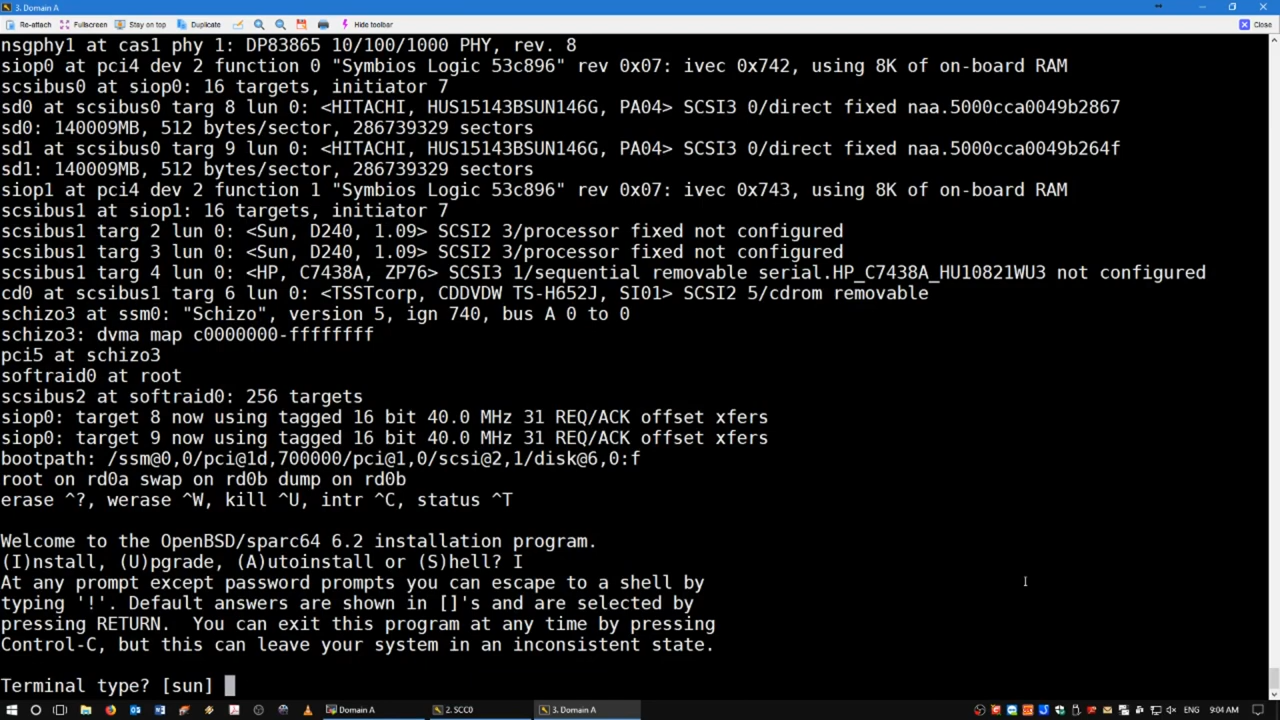 3. Domain A
Re-attach Fullscreen Stay on top Duplicate Hide toolbar Close
nsgphy1 at cas1 phy 1: DP83865 10/100/1000 PHY, rev. 8
siop0 at pci4 dev 2 function 0 "Symbios Logic 53c896" rev 0x07: ivec 0x742, using 8K of on-board RAM
scsibus0 at siop0: 16 targets, initiator 7
sd0 at scsibus0 targ 8 lun 0: <HITACHI, HUS15143BSUN146G, PA04> SCSI3 0/direct fixed naa.5000cca0049b2867
sd0: 140009MB, 512 bytes/sector, 286739329 sectors
sd1 at scsibus0 targ 9 lun 0: <HITACHI, HUS15143BSUN146G, PA04> SCSI3 0/direct fixed naa.5000cca0049b264f
sd1: 140009MB, 512 bytes/sector, 286739329 sectors
siop1 at pci4 dev 2 function 1 "Symbios Logic 53c896" rev 0x07: ivec 0x743, using 8K of on-board RAM
scsibus1 at siop1: 16 targets, initiator 7
scsibus1 targ 2 lun 0: <Sun, D240, 1.09> SCSI2 3/processor fixed not configured
scsibus1 targ 3 lun 0: <Sun, D240, 1.09> SCSI2 3/processor fixed not configured
scsibus1 targ 4 lun 0: <HP, C7438A, ZP76> SCSI3 1/sequential removable serial.HP_C7438A_HU10821WU3 not configured
cd0 at scsibus1 targ 6 lun 0: <TSSTcorp, CDDVDW TS-H652J, SI01> SCSI2 5/cdrom removable
schizo3 at ssm0: "Schizo", version 5, ign 740, bus A 0 to 0
schizo3: dvma map c0000000-ffffffff
pci5 at schizo3
softraid0 at root
scsibus2 at softraid0: 256 targets
siop0: target 8 now using tagged 16 bit 40.0 MHz 31 REQ/ACK offset xfers
siop0: target 9 now using tagged 16 bit 40.0 MHz 31 REQ/ACK offset xfers
bootpath: /ssm@0,0/pci@1d,700000/pci@1,0/scsi@2,1/disk@6,0:f
root on rd0a swap on rd0b dump on rd0b
erase ^?, werase ^W, kill ^U, intr ^C, status ^T
Welcome to the OpenBSD/sparc64 6.2 installation program.
(I)nstall, (U)pgrade, (A)utoinstall or (S)hell? I
At any prompt except password prompts you can escape to a shell by
typing '!'. Default answers are shown in []'s and are selected by
pressing RETURN.  You can exit this program at any time by pressing
Control-C, but this can leave your system in an inconsistent state.
Terminal type? [sun]
Domain A 2. SCC0 3. Domain A ENG 9:04 AM